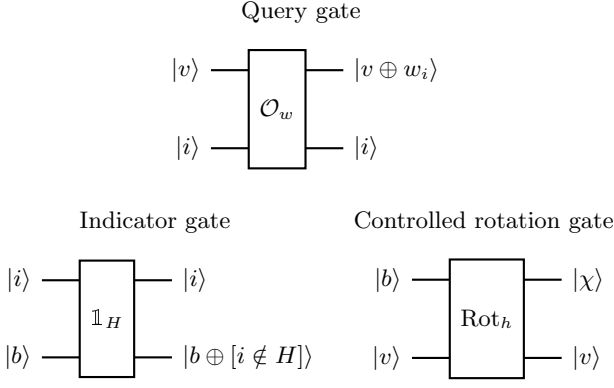 Query gate
|v⟩ |v ⊕ w_i⟩
𝒪_w
|i⟩ |i⟩
Indicator gate Controlled rotation gate
|i⟩ |i⟩ |b⟩ |χ⟩
𝟙_H Rot_h
|b⟩ |b ⊕ [i ∉ H]⟩ |v⟩ |v⟩